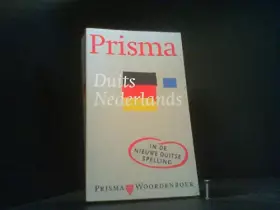 Prisma
Duits
Nederlands
IN DE
NIEUWE DUITSE
SPELLING
PRISMA WOORDENBOEK